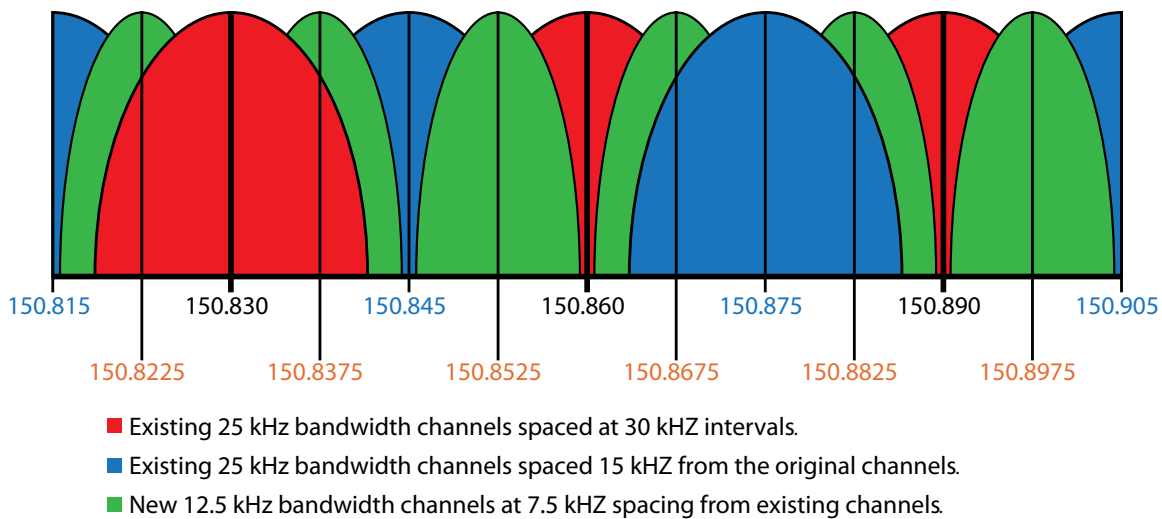 150.815 150.830 150.845 150.860 150.875 150.890 150.905
150.8225 150.8375 150.8525 150.8675 150.8825 150.8975
Existing 25 kHz bandwidth channels spaced at 30 kHZ intervals.
Existing 25 kHz bandwidth channels spaced 15 kHZ from the original channels.
New 12.5 kHz bandwidth channels at 7.5 kHZ spacing from existing channels.